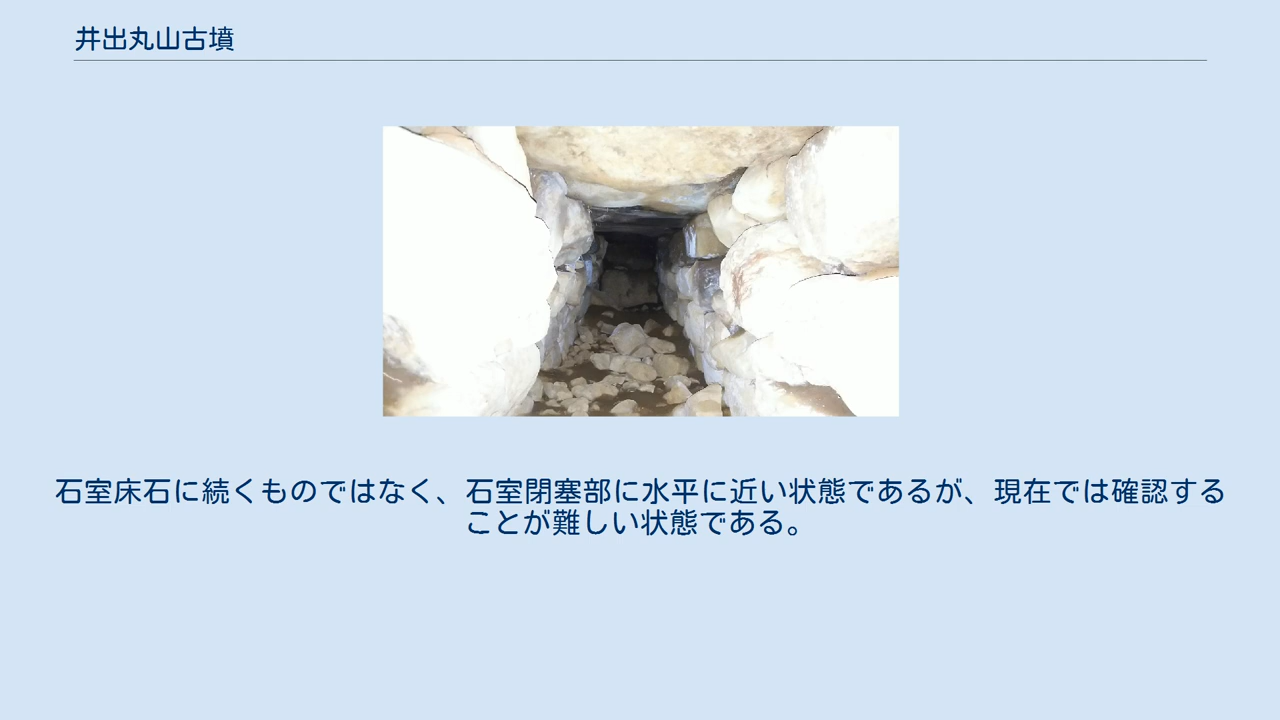 井出丸山古墳
石室床石に続くものではなく、石室閉塞部に水平に近い状態であるが、現在では確認する
ことが難しい状態である。